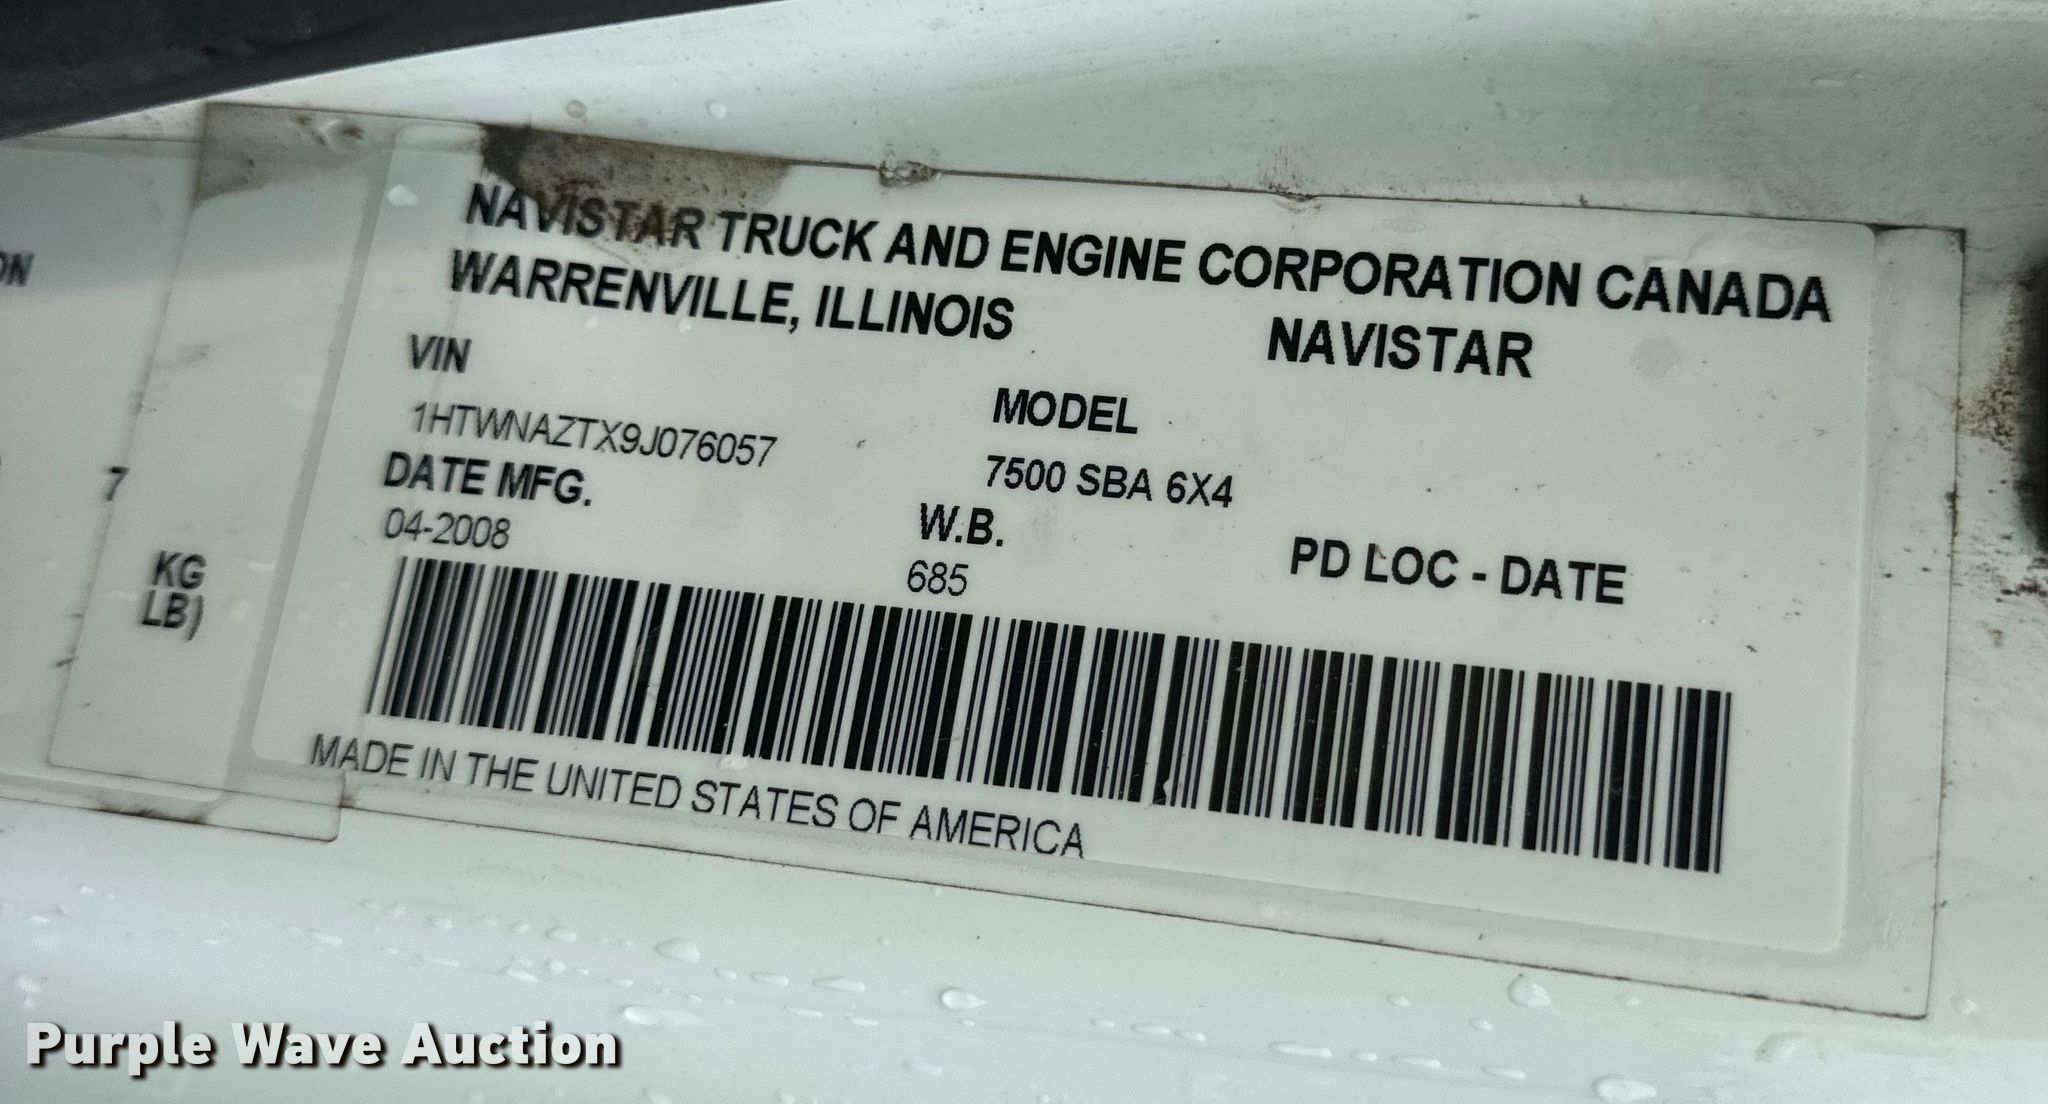 NAVISTAR TRUCK AND ENGINE CORPORATION CANADA
WARRENVILLE, ILLINOIS NAVISTAR
VIN
1HTWNAZTX9J076057
MODEL
7500 SBA 6X4
DATE MFG.
04-2008
W.B.
685
PD LOC - DATE
MADE IN THE UNITED STATES OF AMERICA
ON
7
KG
LB)
Purple Wave Auction